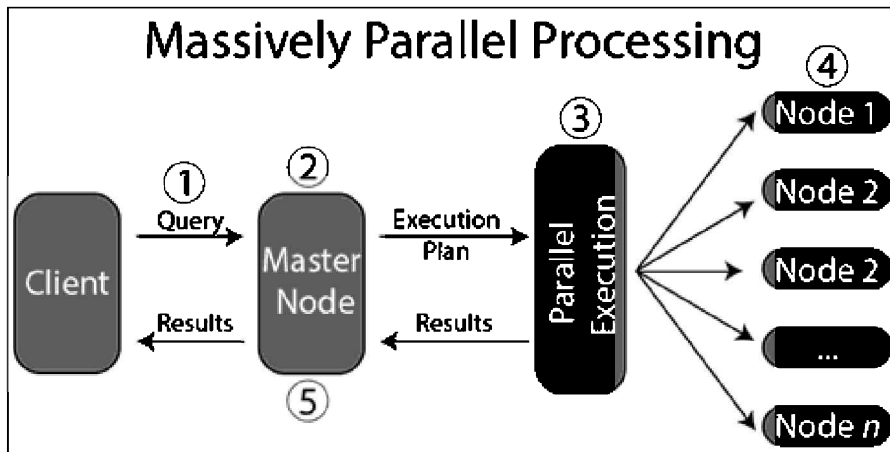 Massively Parallel Processing
④
③
Node 1
①
②
Query
Execution
Plan
Node 2
Client
Master
Node
Parallel
Execution
Node 2
Results
Results
...
⑤
Node n